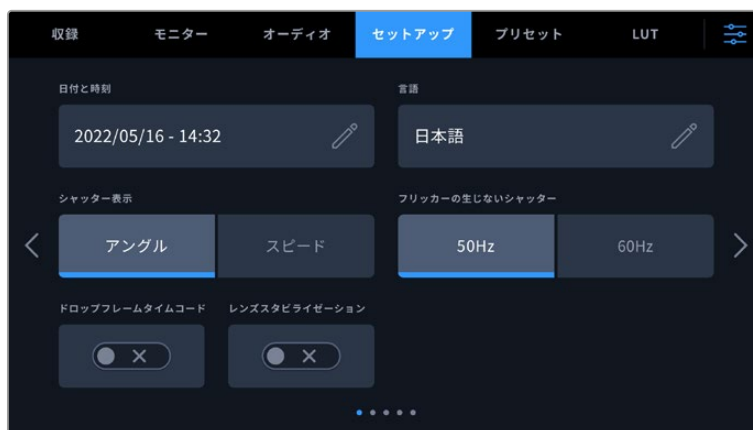 収録 モニター オーディオ セットアップ プリセット LUT
日付と時刻 言語
2022/05/16 - 14:32 日本語
シャッター表示 フリッカーの生じないシャッター
アングル スピード 50Hz 60Hz
ドロップフレームタイムコード レンズスタビライゼーション